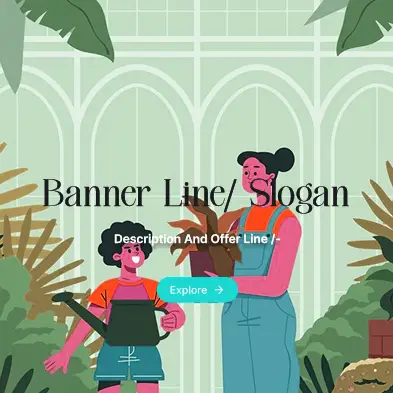 Banner Line/ Slogan
Description And Offer Line /-
Explore →